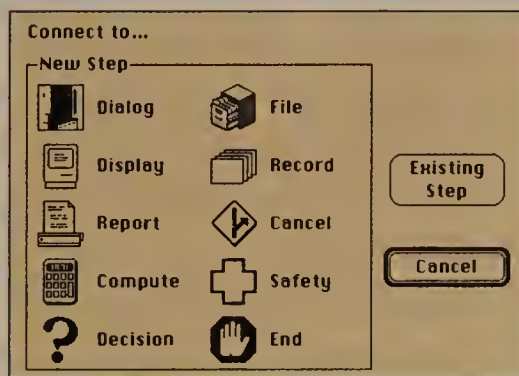 Connect to...
New Step
Dialog
File
Display
Record
Report
Cancel
Compute
Safety
Decision
End
Existing
Step
Cancel